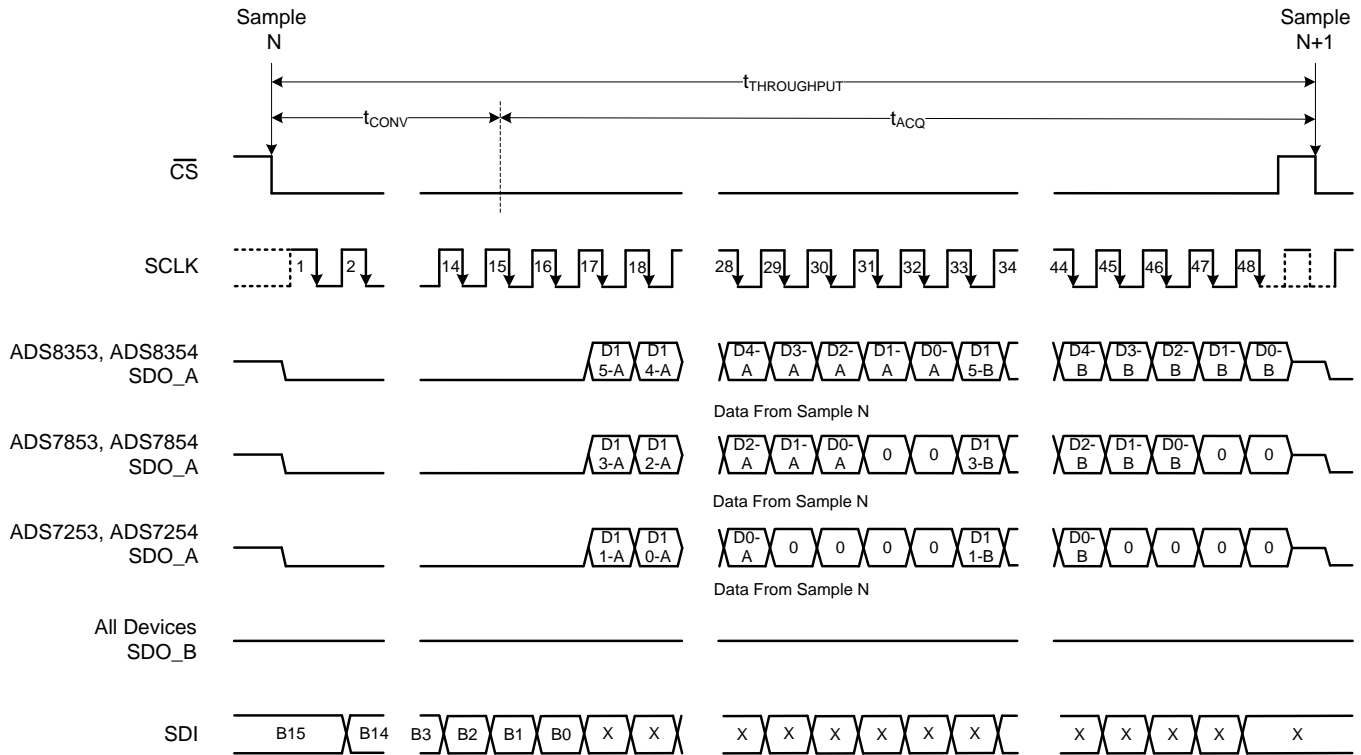 Sample
N
Sample
N+1
tTHROUGHPUT
tCONV
tACQ
CS
SCLK
1 2 14 15 16 17 18 28 29 30 31 32 33 34 44 45 46 47 48
ADS8353, ADS8354
SDO_A
D1 D1 D4- D3- D2- D1- D0- D1 D4- D3- D2- D1- D0-
5-A 4-A A A A A A 5-B B B B B B
Data From Sample N
ADS7853, ADS7854
SDO_A
D1 D1 D2- D1- D0- 0 0 D1 D2- D1- D0- 0 0
3-A 2-A A A A 3-B B B B
Data From Sample N
ADS7253, ADS7254
SDO_A
D1 D1 D0- 0 0 0 0 D1 D0- 0 0 0 0
1-A 0-A A 1-B B
Data From Sample N
All Devices
SDO_B
SDI
B15 B14 B3 B2 B1 B0 X X X X X X X X X X X X X